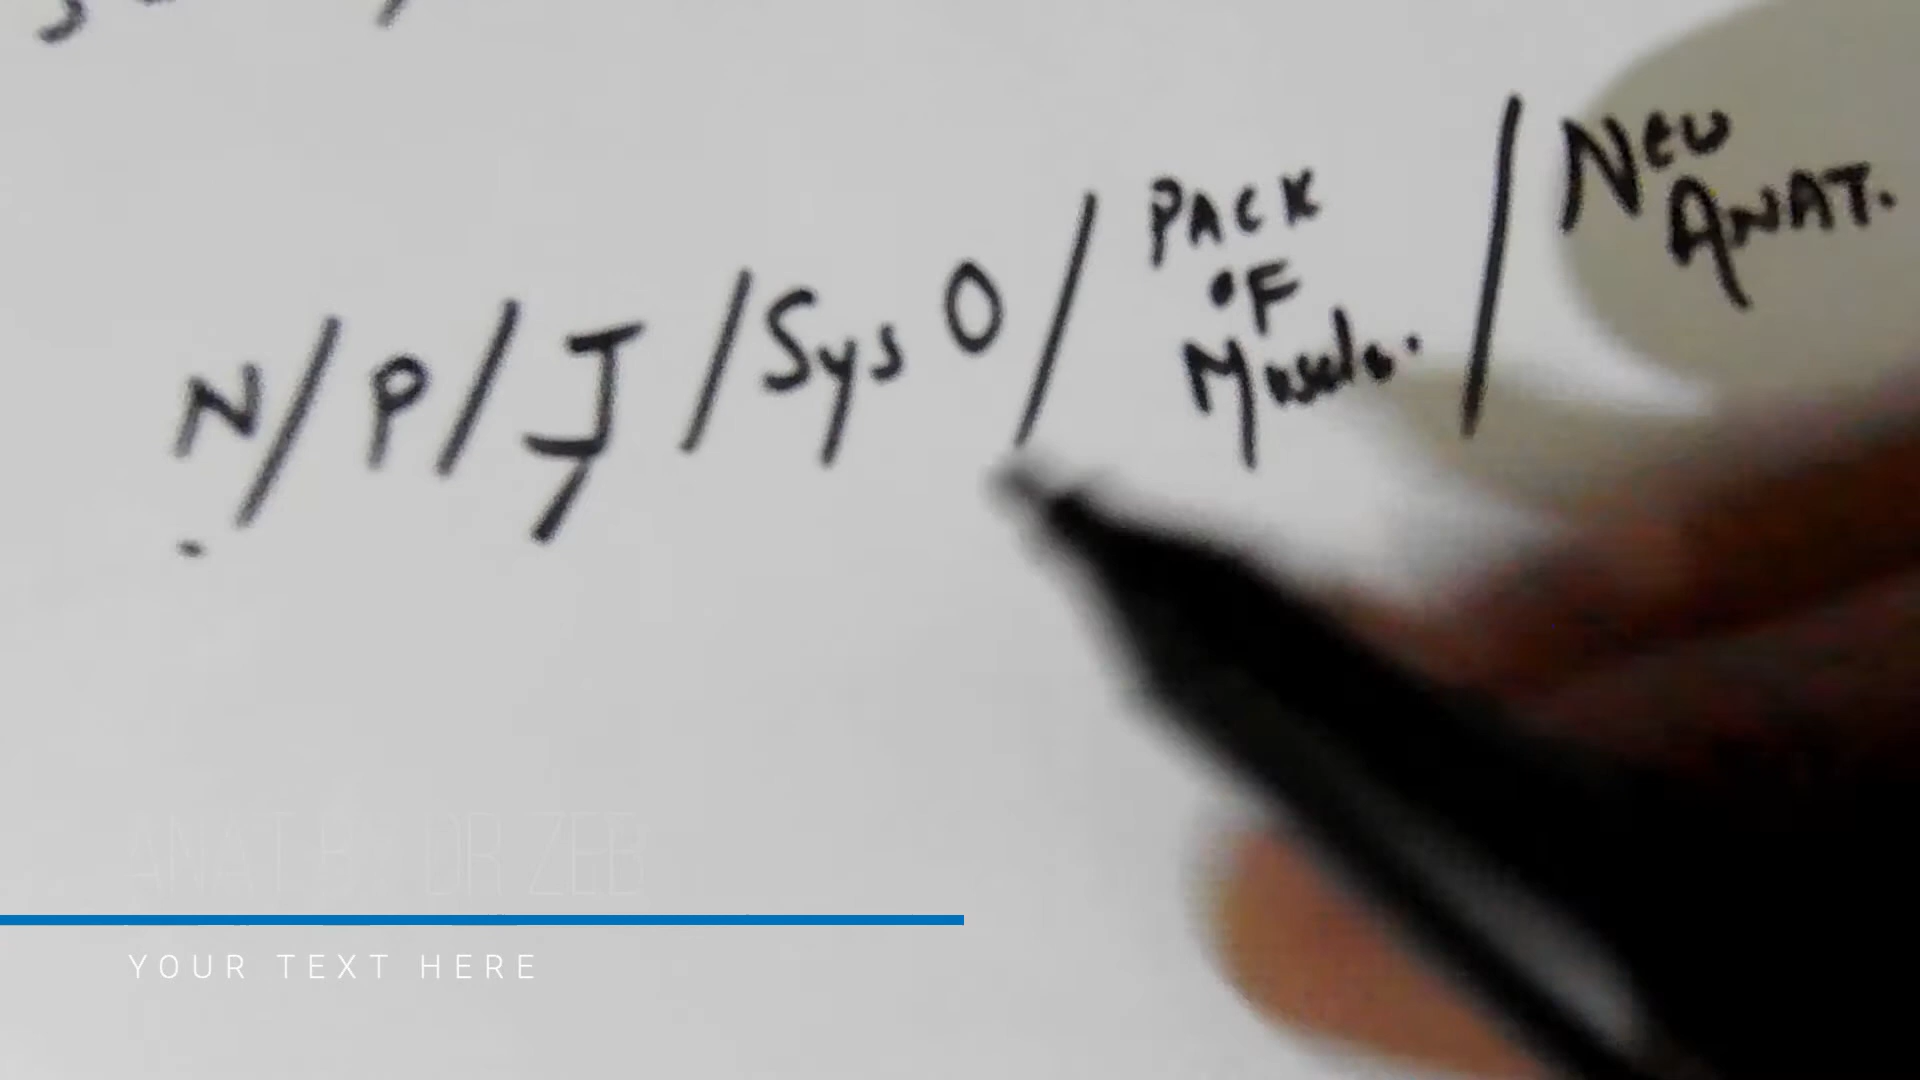 N / P / J / Sys O / PACK OF Muscle. / New ANAT.
ANAT BY DR ZEB
YOUR TEXT HERE